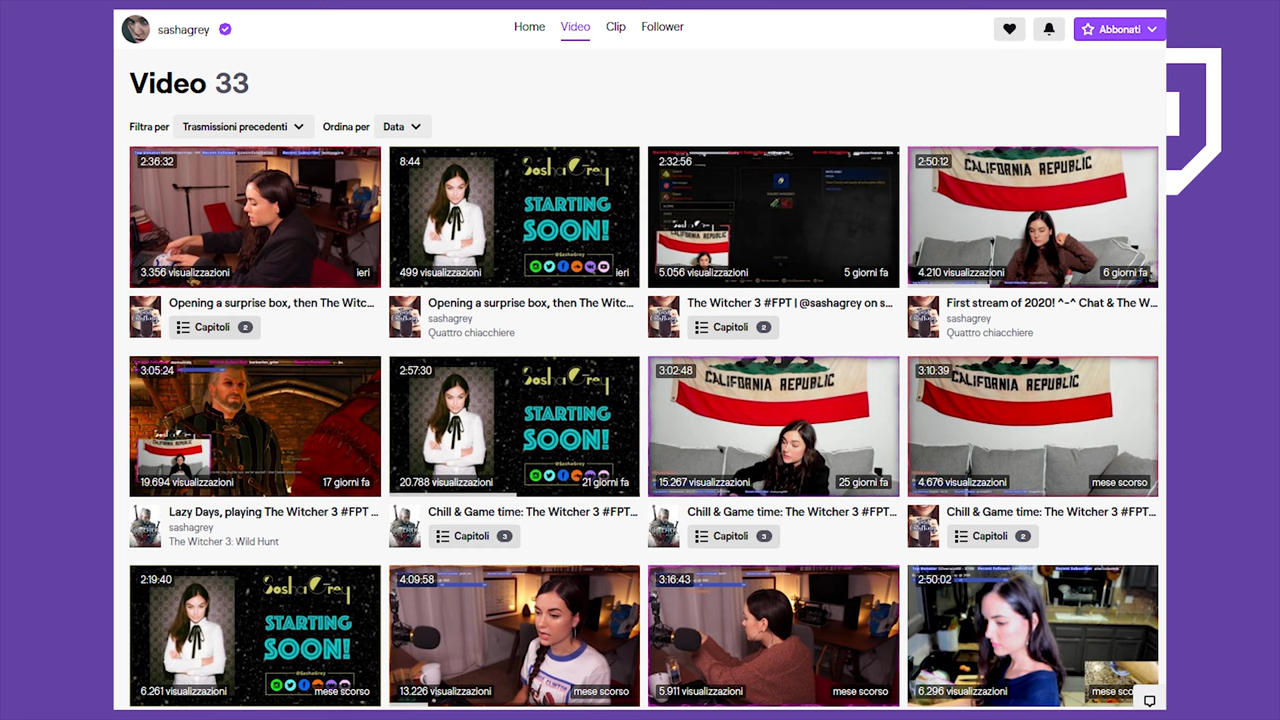 sashagrey
Home Video Clip Follower
Abbonati
Video 33
Filtra per Trasmissioni precedenti Ordina per Data
2:36:32
3.356 visualizzazioni ieri
Opening a surprise box, then The Witc...
Capitoli 2
8:44
SashaGrey
STARTING
SOON!
@SashaGrey
499 visualizzazioni ieri
Opening a surprise box, then The Witc...
sashagrey
Quattro chiacchiere
2:32:56
CALIFORNIA REPUBLIC
5.056 visualizzazioni 5 giorni fa
The Witcher 3 #FPT | @sashagrey on s...
Capitoli 2
2:50:12
CALIFORNIA REPUBLIC
4.210 visualizzazioni 6 giorni fa
First stream of 2020! ^-^ Chat & The W...
sashagrey
Quattro chiacchiere
3:05:24
19.694 visualizzazioni 17 giorni fa
Lazy Days, playing The Witcher 3 #FPT ...
sashagrey
The Witcher 3: Wild Hunt
2:57:30
SashaGrey
STARTING
SOON!
@SashaGrey
20.788 visualizzazioni 21 giorni fa
Chill & Game time: The Witcher 3 #FPT...
Capitoli 3
3:02:48
CALIFORNIA REPUBLIC
15.267 visualizzazioni 25 giorni fa
Chill & Game time: The Witcher 3 #FPT...
Capitoli 3
3:10:39
CALIFORNIA REPUBLIC
4.676 visualizzazioni mese scorso
Chill & Game time: The Witcher 3 #FPT...
Capitoli 2
2:19:40
SashaGrey
STARTING
SOON!
@SashaGrey
6.261 visualizzazioni mese scorso
4:09:58
13.226 visualizzazioni mese scorso
3:16:43
5.911 visualizzazioni mese scorso
2:50:02
6.296 visualizzazioni mese sco